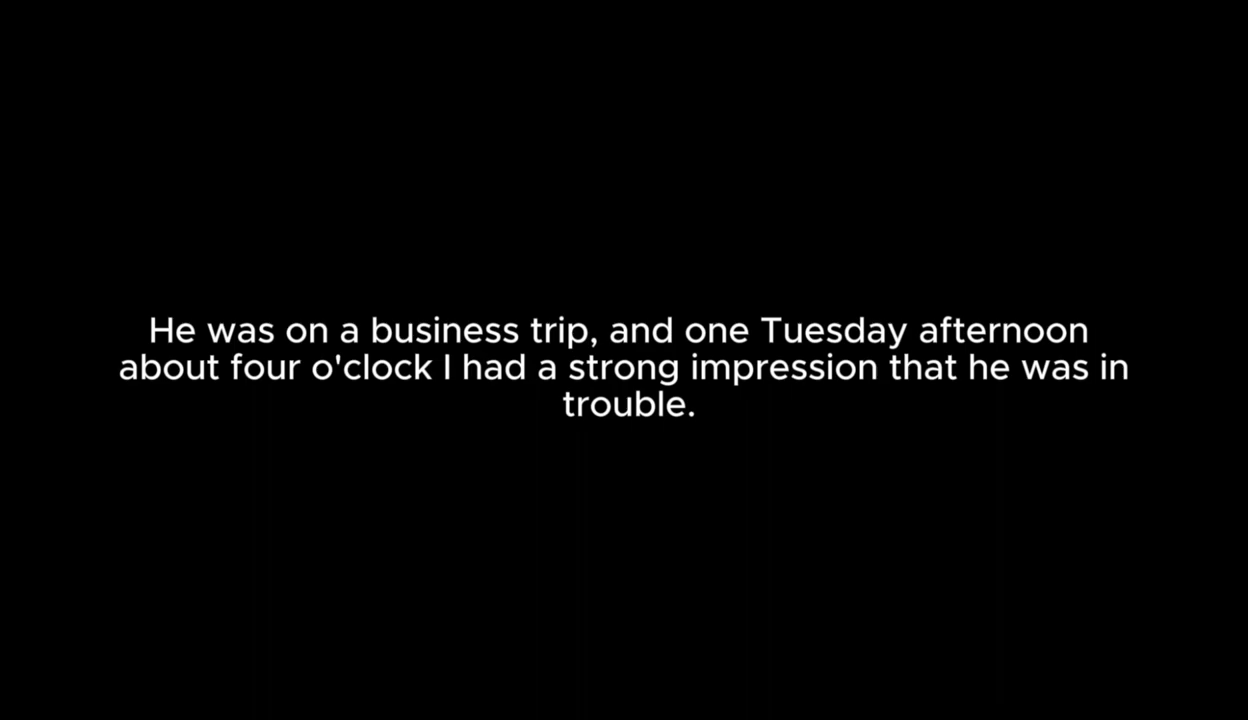 He was on a business trip, and one Tuesday afternoon
about four o'clock I had a strong impression that he was in
trouble.